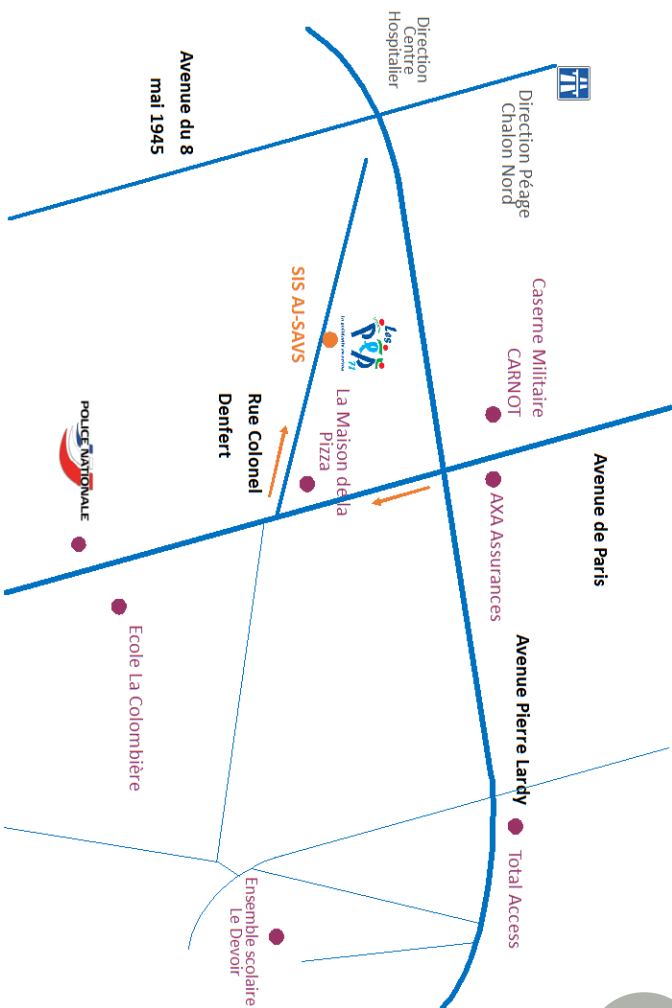 Avenue de Paris
Caserne Militaire
CARNOT
Direction Péage
Chalon Nord
Avenue Pierre Lardy
Total Access
AXA Assurances
Direction
Centre
Hospitalier
Les
PEP
71
La Maison de la
Pizza
SIS AJ-SAVS
Rue Colonel
Denfert
Ensemble scolaire
Le Devoir
Avenue du 8
mai 1945
Ecole La Colombière
POLICE NATIONALE